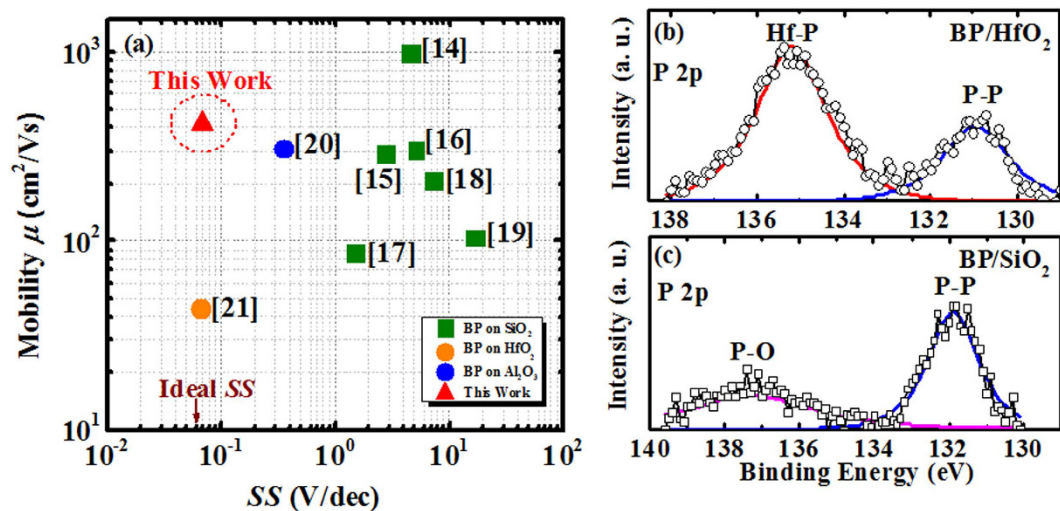 (a)
10³
10²
10¹
Mobility μ (cm²/Vs)
This Work
[14]
[20]
[16]
[15]
[18]
[19]
[17]
[21]
Ideal SS
BP on SiO₂
BP on HfO₂
BP on Al₂O₃
This Work
10⁻² 10⁻¹ 10⁰ 10¹ 10²
SS (V/dec)
(b)
Hf-P
BP/HfO₂
P 2p
P-P
Intensity (a. u.)
138 136 134 132 130
(c)
BP/SiO₂
P 2p
P-P
P-O
Intensity (a. u.)
140 138 136 134 132 130
Binding Energy (eV)